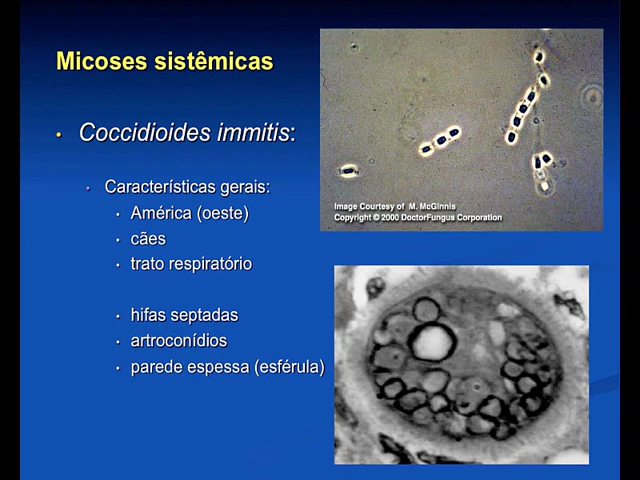 Micoses sistêmicas
• Coccidioides immitis:
• Características gerais:
• América (oeste)
• cães
• trato respiratório
• hifas septadas
• artroconídios
• parede espessa (esférula)
Image Courtesy of M. McGinnis
Copyright © 2000 DoctorFungus Corporation